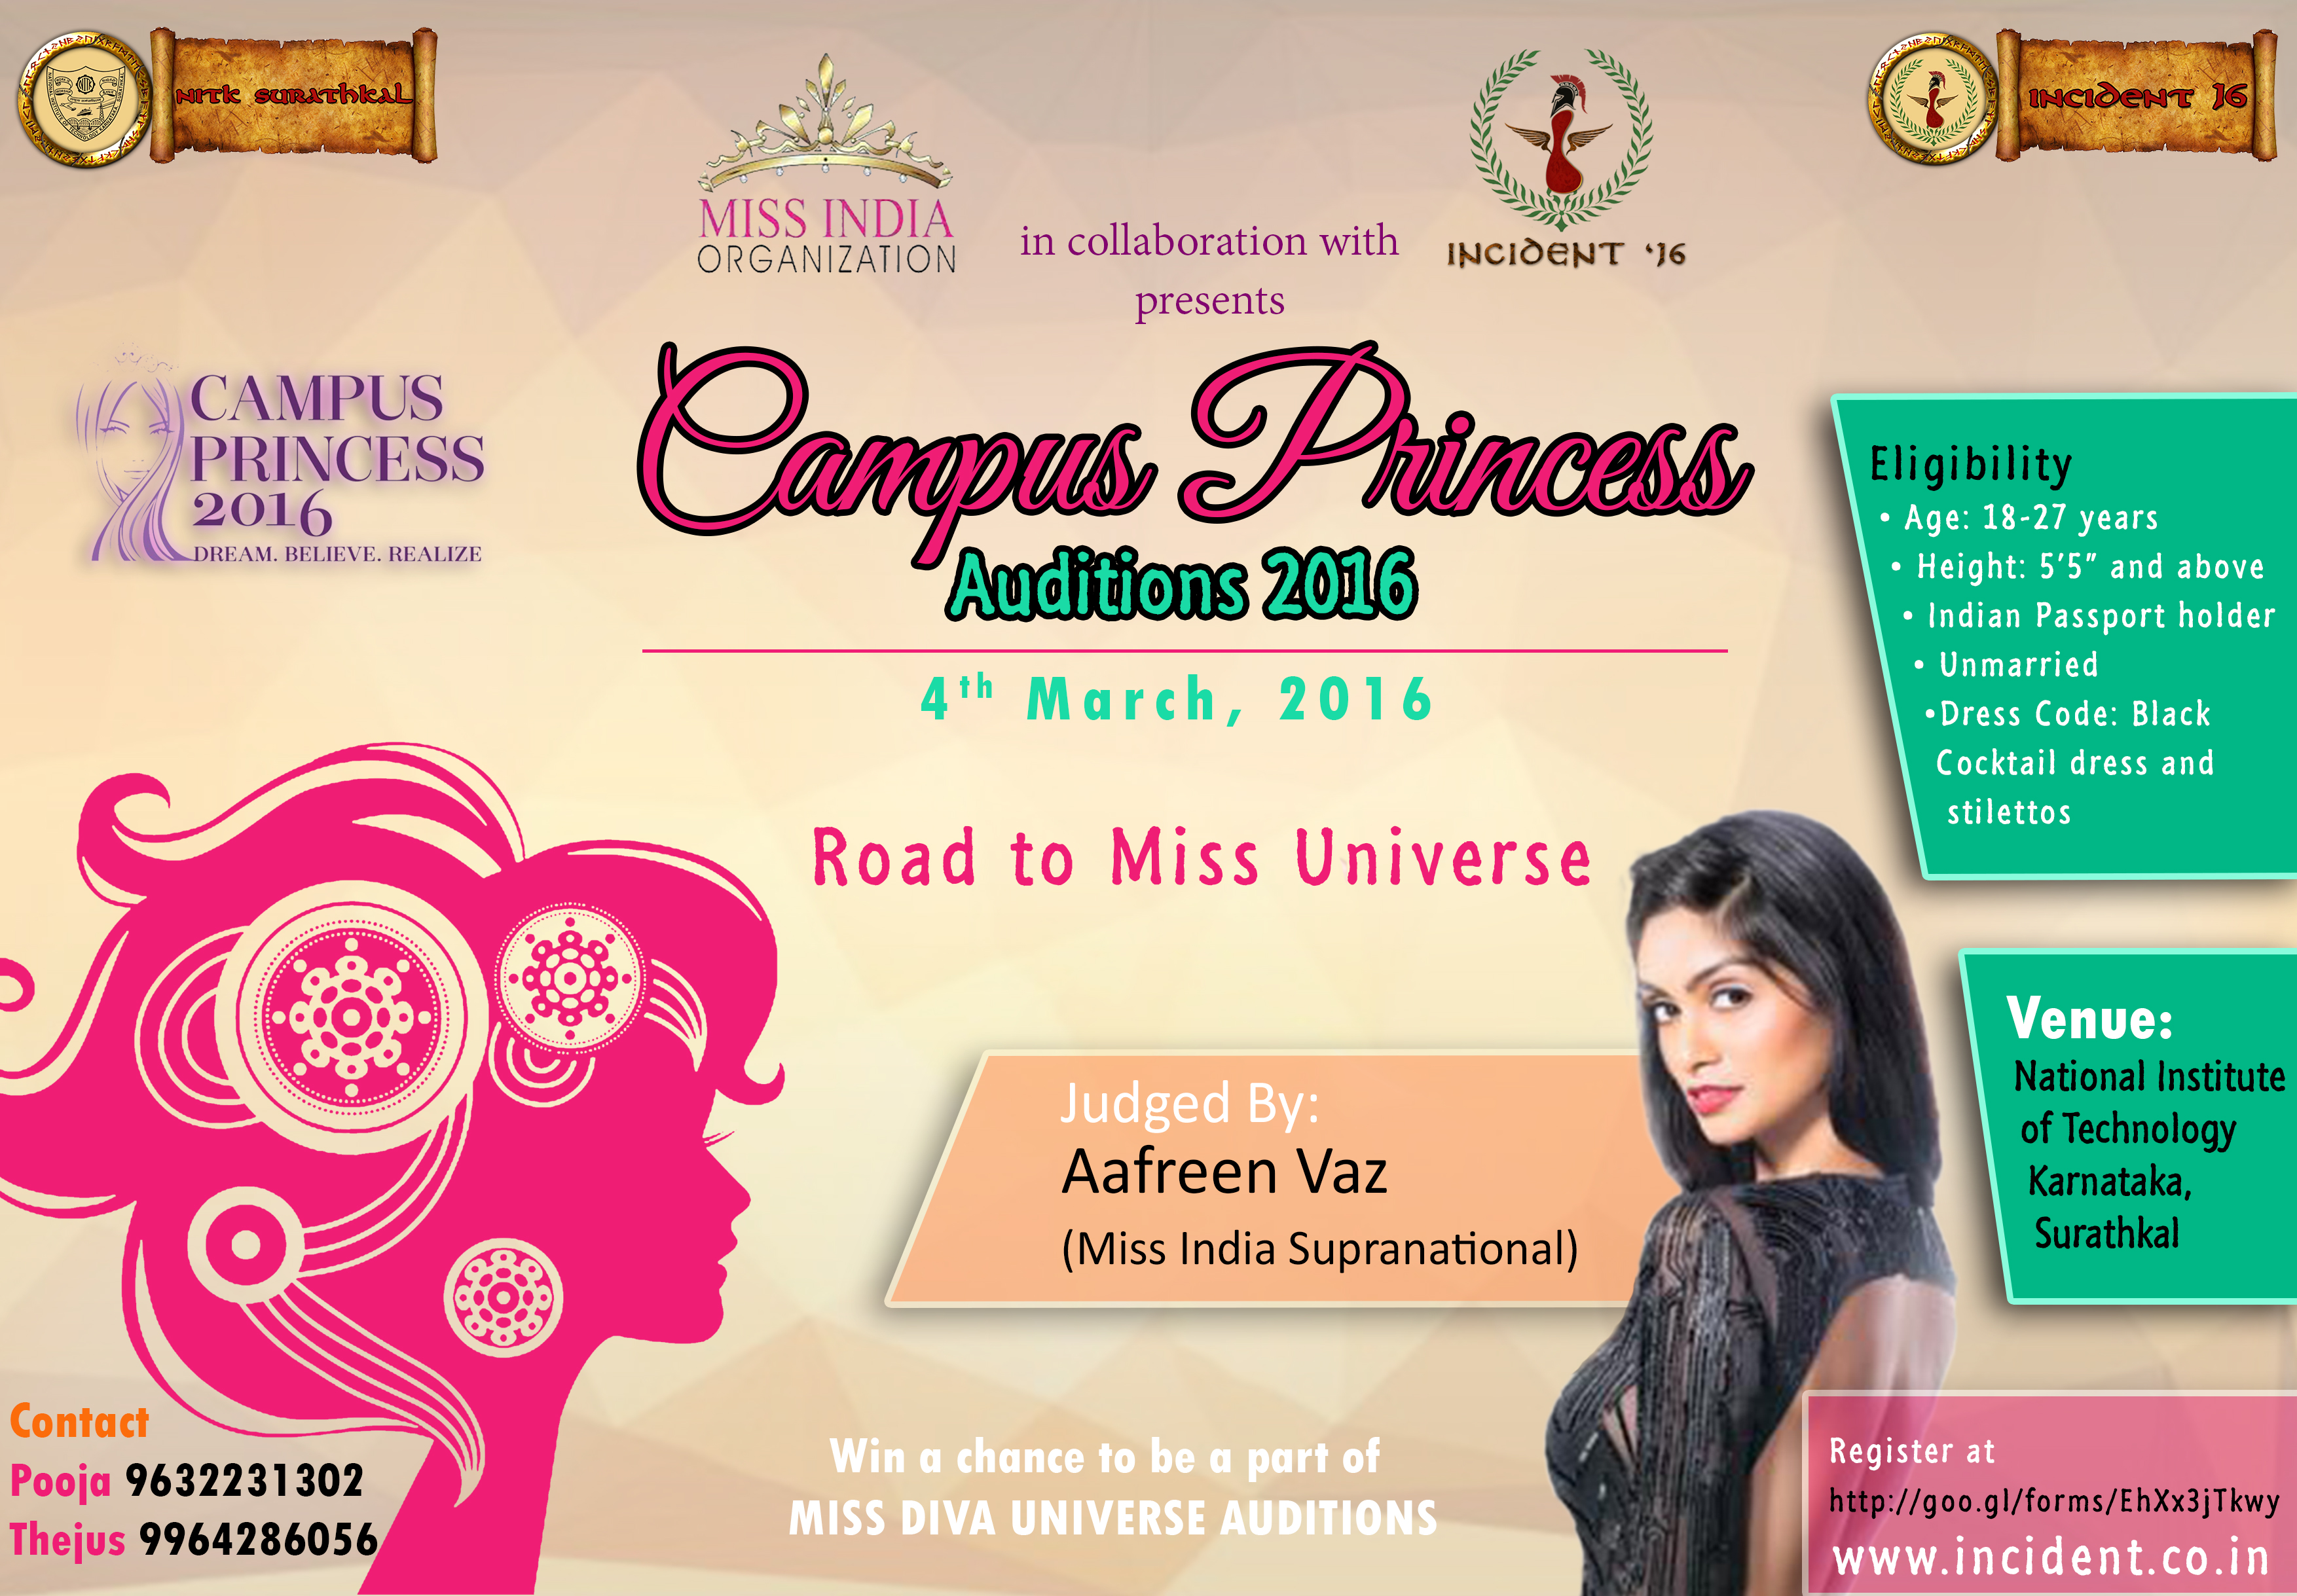 NITK SURATHKAL
INCIDENT 16
MISS INDIA
ORGANIZATION
in collaboration with
INCIDENT '16
presents
CAMPUS
PRINCESS
2016
DREAM. BELIEVE. REALIZE
Campus Princess
Auditions 2016
4th March, 2016
Road to Miss Universe
Eligibility
• Age: 18-27 years
• Height: 5'5" and above
• Indian Passport holder
• Unmarried
•Dress Code: Black
Cocktail dress and
stilettos
Venue:
National Institute
of Technology
Karnataka,
Surathkal
Judged By:
Aafreen Vaz
(Miss India Supranational)
Contact
Pooja 9632231302
Thejus 9964286056
Win a chance to be a part of
MISS DIVA UNIVERSE AUDITIONS
Register at
http://goo.gl/forms/EhXx3jTkwy
www.incident.co.in